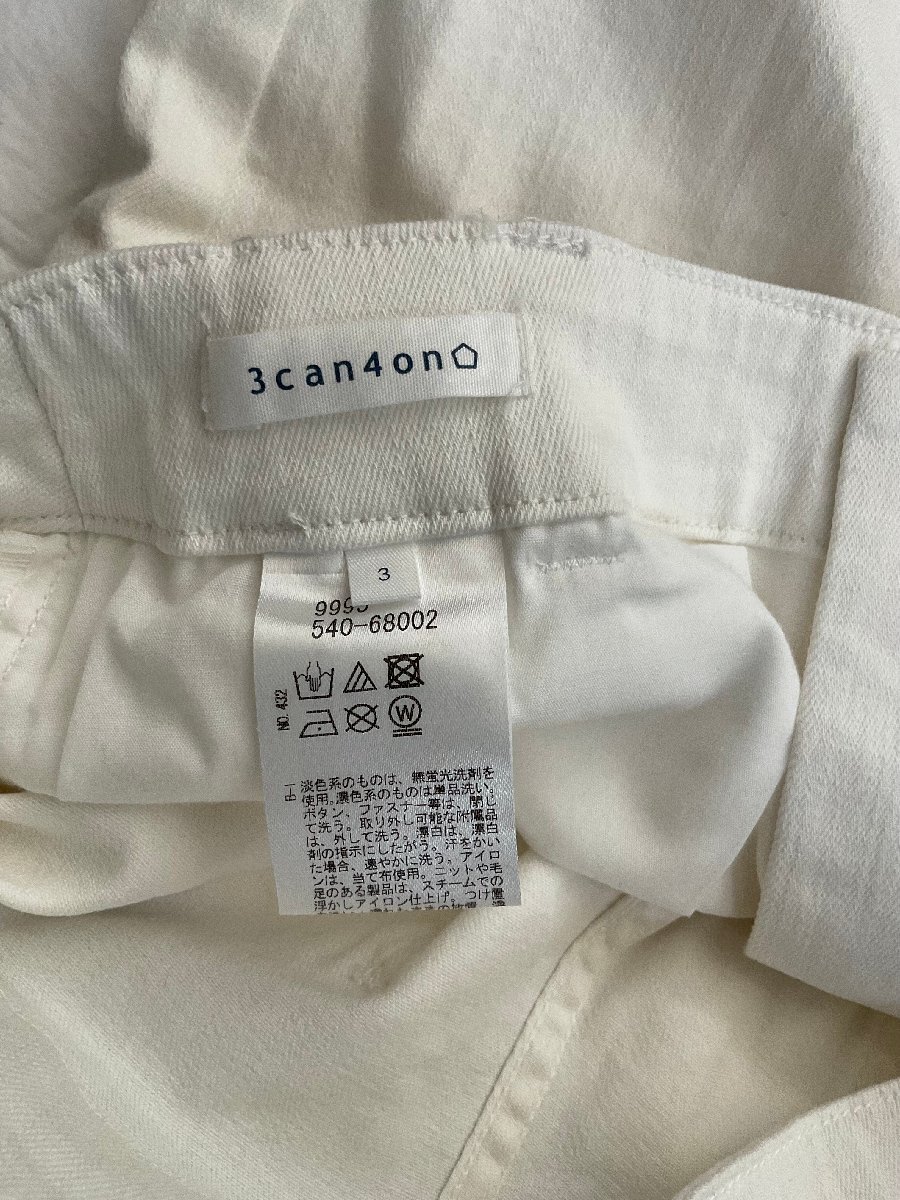 3can4on
3
540-68002
NO. 432
W
淡色系のものは、無蛍光洗剤を
使用。濃色系のものは単品洗い。
ボタン、ファスナー等は、閉じ
て洗う。取り外し可能な附属品
は、外して洗う。漂白は、漂白
剤の指示にしたがう。汗をかい
た場合、速やかに洗う。アイロ
ンは、当て布使用。ニットや毛
足のある製品は、スチームでの
浮かしアイロン仕上げ。つけ置